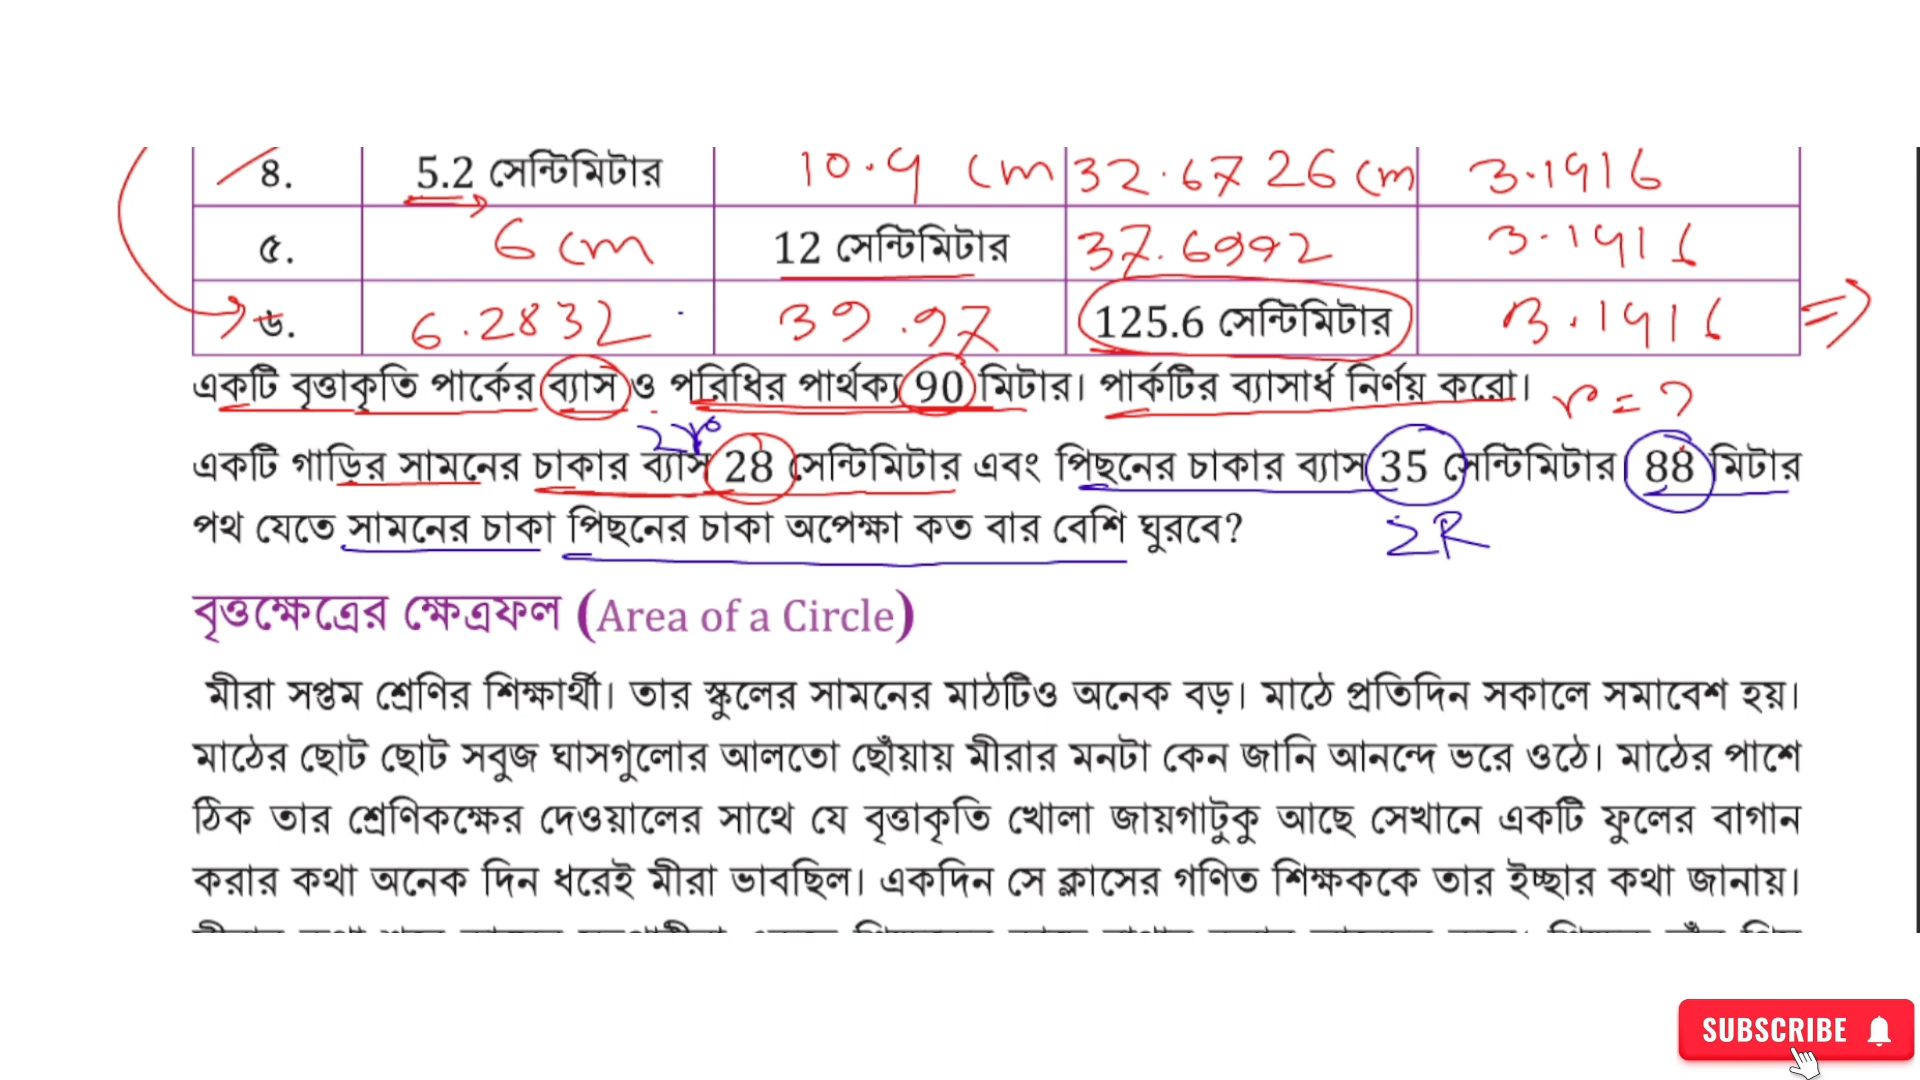 ৪. 5.2 সেন্টিমিটার 10.4 cm 32.6726 cm 3.1416
৫. 6 cm 12 সেন্টিমিটার 37.6992 3.1416
৬. 6.2832 39.97 125.6 সেন্টিমিটার 3.1416 =>
একটি বৃত্তাকৃতি পার্কের ব্যাস ও পরিধির পার্থক্য 90 মিটার। পার্কটির ব্যাসার্ধ নির্ণয় করো। r = ?
2r
একটি গাড়ির সামনের চাকার ব্যাস 28 সেন্টিমিটার এবং পিছনের চাকার ব্যাস 35 সেন্টিমিটার 88 মিটার
পথ যেতে সামনের চাকা পিছনের চাকা অপেক্ষা কত বার বেশি ঘুরবে? 2R
বৃত্তক্ষেত্রের ক্ষেত্রফল (Area of a Circle)
মীরা সপ্তম শ্রেণির শিক্ষার্থী। তার স্কুলের সামনের মাঠটিও অনেক বড়। মাঠে প্রতিদিন সকালে সমাবেশ হয়।
মাঠের ছোট ছোট সবুজ ঘাসগুলোর আলতো ছোঁয়ায় মীরার মনটা কেন জানি আনন্দে ভরে ওঠে। মাঠের পাশে
ঠিক তার শ্রেণিকক্ষের দেওয়ালের সাথে যে বৃত্তাকৃতি খোলা জায়গাটুকু আছে সেখানে একটি ফুলের বাগান
করার কথা অনেক দিন ধরেই মীরা ভাবছিল। একদিন সে ক্লাসের গণিত শিক্ষককে তার ইচ্ছার কথা জানায়।
SUBSCRIBE